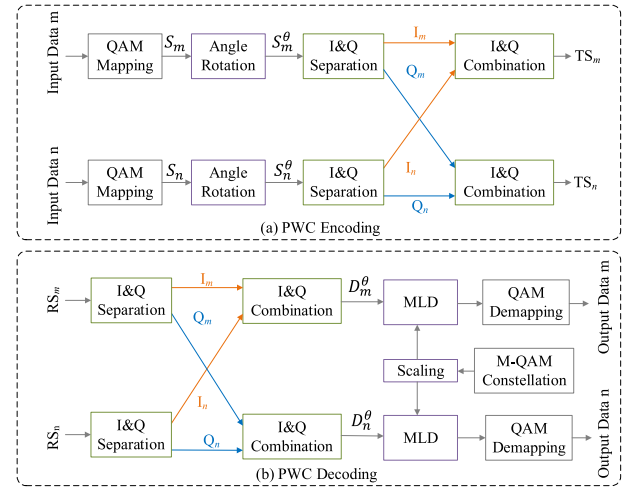 Input Data m
QAM
Mapping
S_m
Angle
Rotation
S_m^θ
I&Q
Separation
I_m
Q_m
I&Q
Combination
TS_m
Input Data n
QAM
Mapping
S_n
Angle
Rotation
S_n^θ
I&Q
Separation
I_n
Q_n
I&Q
Combination
TS_n
(a) PWC Encoding
RS_m
I&Q
Separation
I_m
Q_m
I&Q
Combination
D_m^θ
MLD
QAM
Demapping
Output Data m
Scaling
M-QAM
Constellation
RS_n
I&Q
Separation
I_n
Q_n
I&Q
Combination
D_n^θ
MLD
QAM
Demapping
Output Data n
(b) PWC Decoding